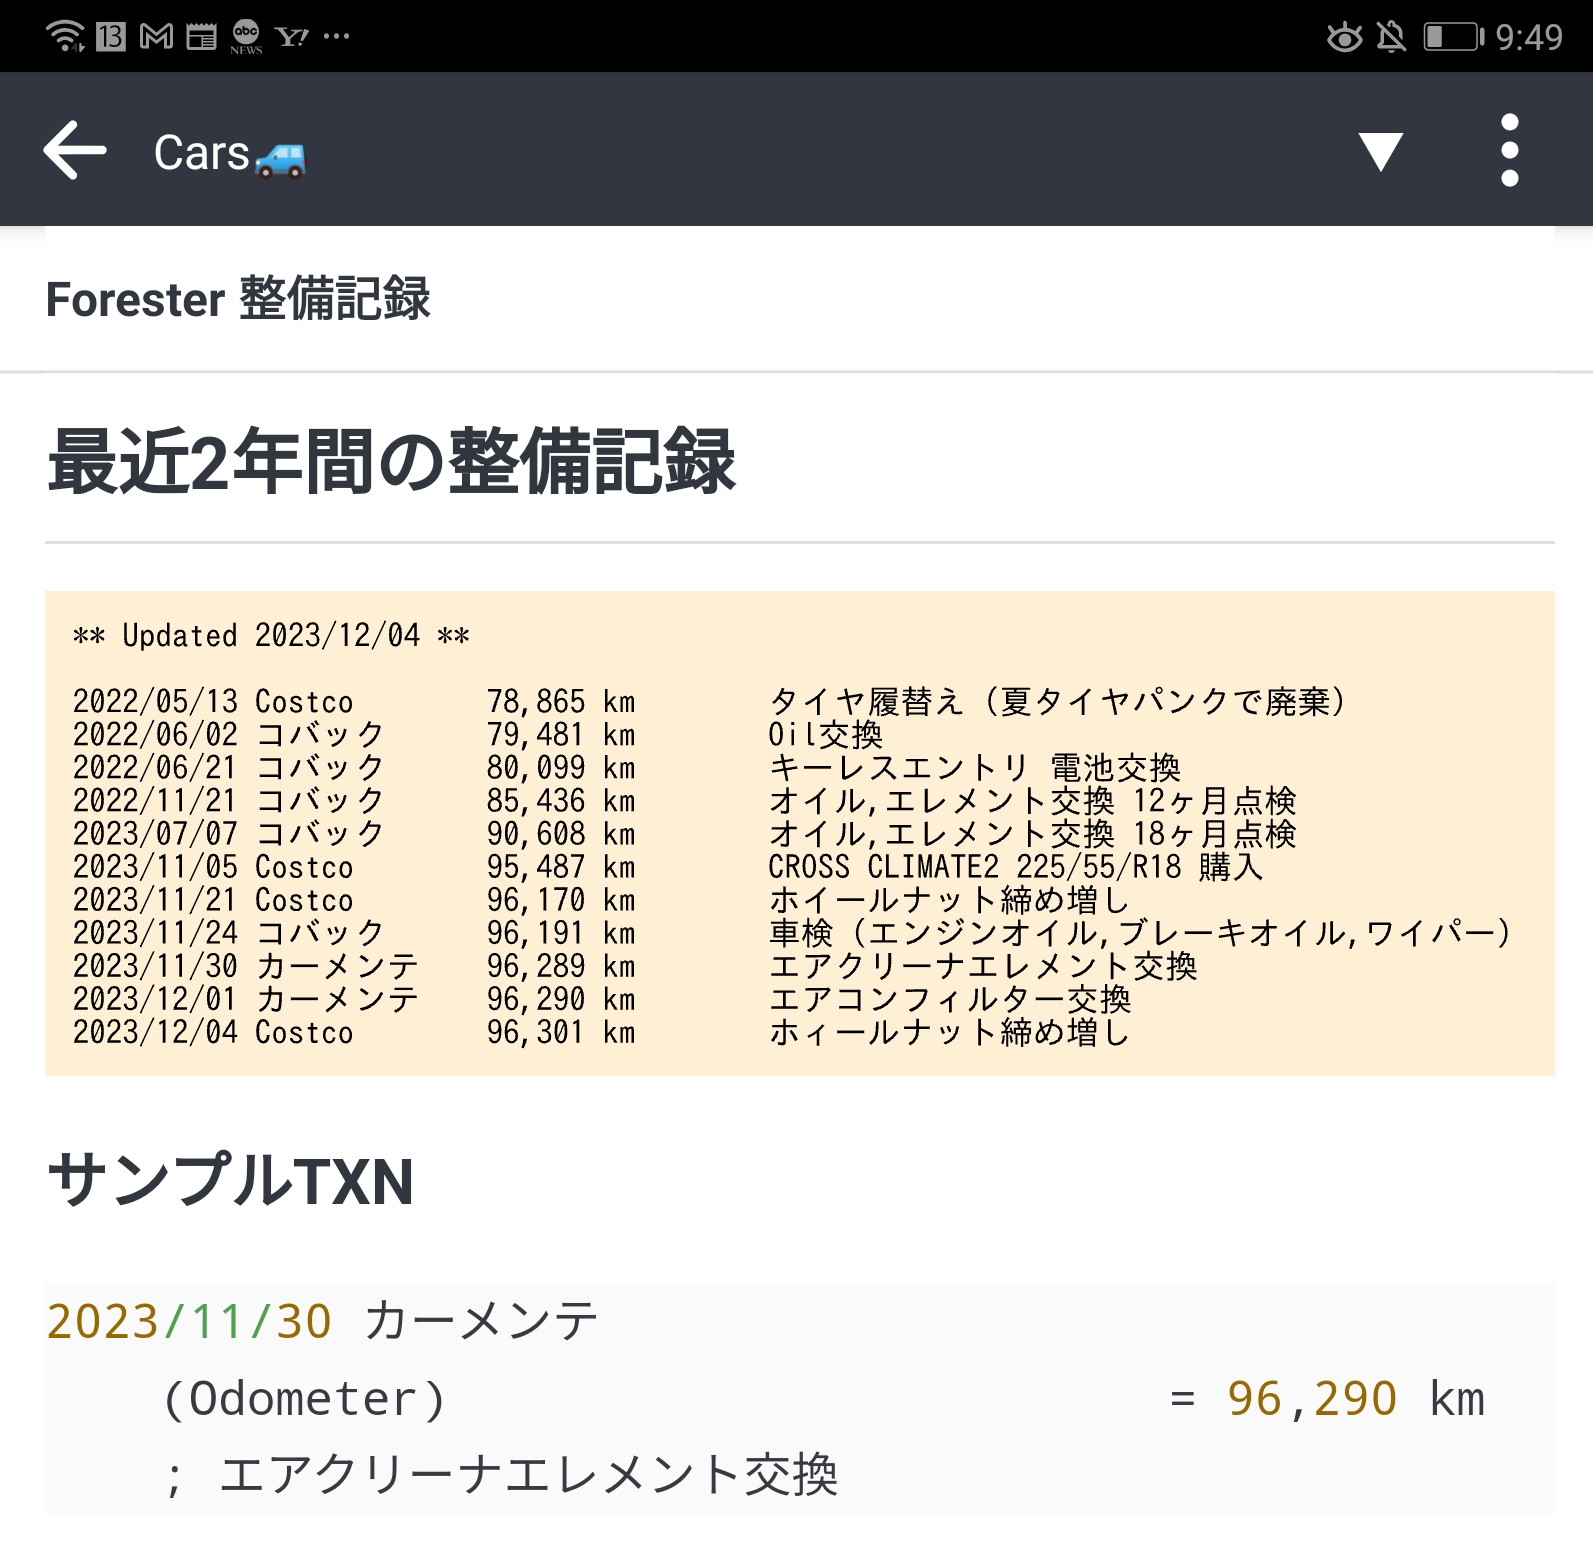 13
abc
NEWS
Y!
9:49
Cars
Forester 整備記録
最近2年間の整備記録
** Updated 2023/12/04 **
2022/05/13 Costco 78,865 km タイヤ履替え（夏タイヤパンクで廃棄）
2022/06/02 コバック 79,481 km Oil交換
2022/06/21 コバック 80,099 km キーレスエントリ 電池交換
2022/11/21 コバック 85,436 km オイル,エレメント交換 12ヶ月点検
2023/07/07 コバック 90,608 km オイル,エレメント交換 18ヶ月点検
2023/11/05 Costco 95,487 km CROSS CLIMATE2 225/55/R18 購入
2023/11/21 Costco 96,170 km ホイールナット締め増し
2023/11/24 コバック 96,191 km 車検（エンジンオイル,ブレーキオイル,ワイパー）
2023/11/30 カーメンテ 96,289 km エアクリーナエレメント交換
2023/12/01 カーメンテ 96,290 km エアコンフィルター交換
2023/12/04 Costco 96,301 km ホィールナット締め増し
サンプルTXN
2023/11/30 カーメンテ
(Odometer) = 96,290 km
; エアクリーナエレメント交換